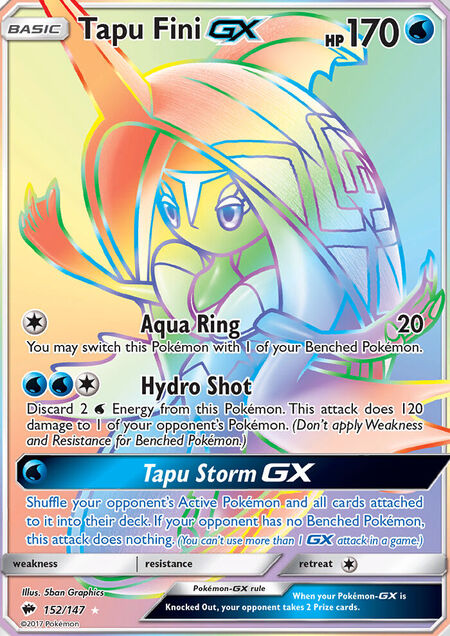 BASIC Tapu Fini GX HP 170
Aqua Ring 20
You may switch this Pokémon with 1 of your Benched Pokémon.
Hydro Shot
Discard 2 Energy from this Pokémon. This attack does 120
damage to 1 of your opponent's Pokémon. (Don't apply Weakness
and Resistance for Benched Pokémon.)
Tapu Storm GX
Shuffle your opponent's Active Pokémon and all cards attached
to it into their deck. If your opponent has no Benched Pokémon,
this attack does nothing. (You can't use more than 1 GX attack in a game.)
weakness resistance retreat
Illus. 5ban Graphics
Pokémon-GX rule
When your Pokémon-GX is
Knocked Out, your opponent takes 2 Prize cards.
152/147
©2017 Pokémon